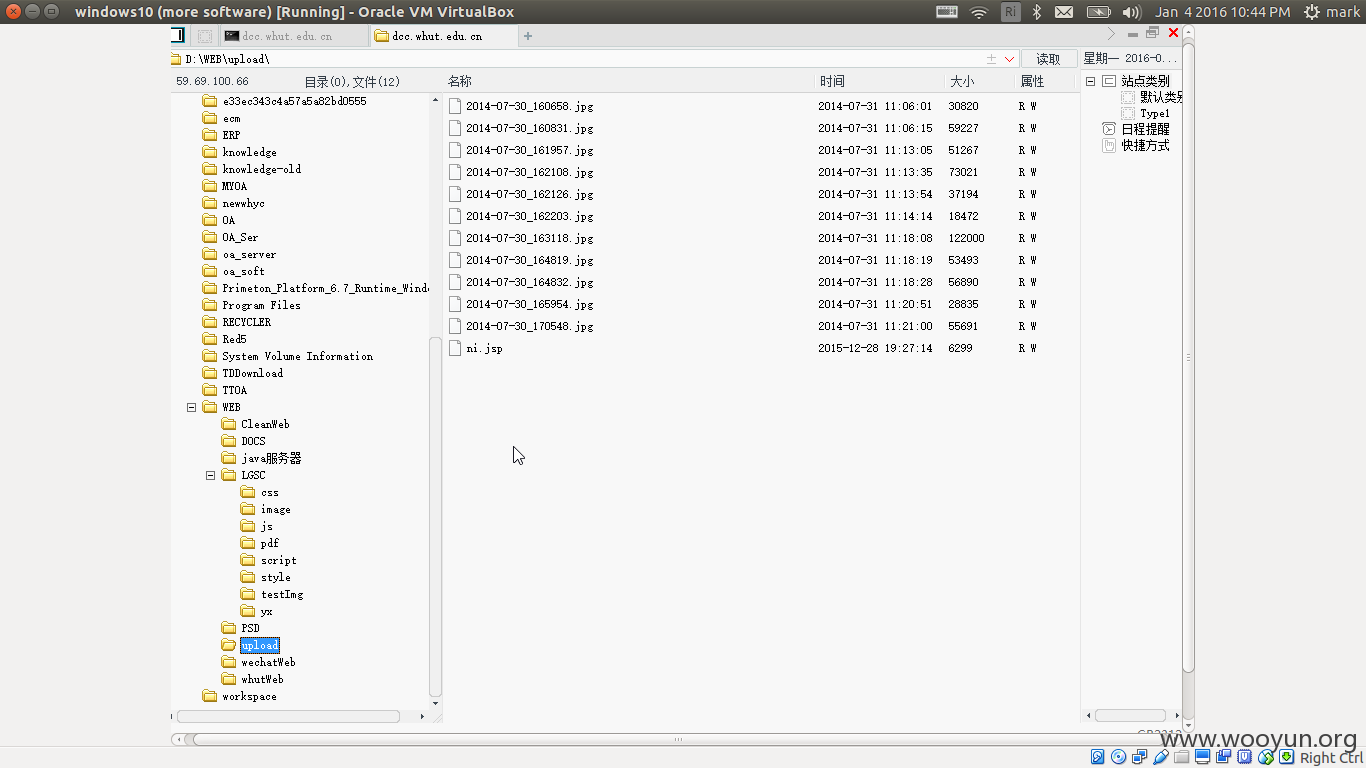 windows10 (more software) [Running] - Oracle VM VirtualBox
Ri
Jan 4 2016 10:44 PM
mark
dcc.whut.edu.cn
dcc.whut.edu.cn
D:\WEB\upload\
读取
星期一 2016-0...
59.69.100.66
目录(0),文件(12)
名称
时间
大小
属性
e33ec343c4a57a5a82bd0555
ecm
ERP
knowledge
knowledge-old
MYOA
newwhyc
OA
OA_Ser
oa_server
oa_soft
Primeton_Platform_6.7_Runtime_Windo
Program Files
RECYCLER
Red5
System Volume Information
TDDownload
TTOA
WEB
CleanWeb
DOCS
java服务器
LGSC
css
image
js
pdf
script
style
testImg
yx
PSD
upload
wechatWeb
whutWeb
workspace
2014-07-30_160658.jpg 2014-07-31 11:06:01 30820 R W
2014-07-30_160831.jpg 2014-07-31 11:06:15 59227 R W
2014-07-30_161957.jpg 2014-07-31 11:13:05 51267 R W
2014-07-30_162108.jpg 2014-07-31 11:13:35 73021 R W
2014-07-30_162126.jpg 2014-07-31 11:13:54 37194 R W
2014-07-30_162203.jpg 2014-07-31 11:14:14 18472 R W
2014-07-30_163118.jpg 2014-07-31 11:18:08 122000 R W
2014-07-30_164819.jpg 2014-07-31 11:18:19 53493 R W
2014-07-30_164832.jpg 2014-07-31 11:18:28 56890 R W
2014-07-30_165954.jpg 2014-07-31 11:20:51 28835 R W
2014-07-30_170548.jpg 2014-07-31 11:21:00 55691 R W
ni.jsp 2015-12-28 19:27:14 6299 R W
站点类别
默认类别
Type1
日程提醒
快捷方式
www.wooyun.org
Right Ctrl